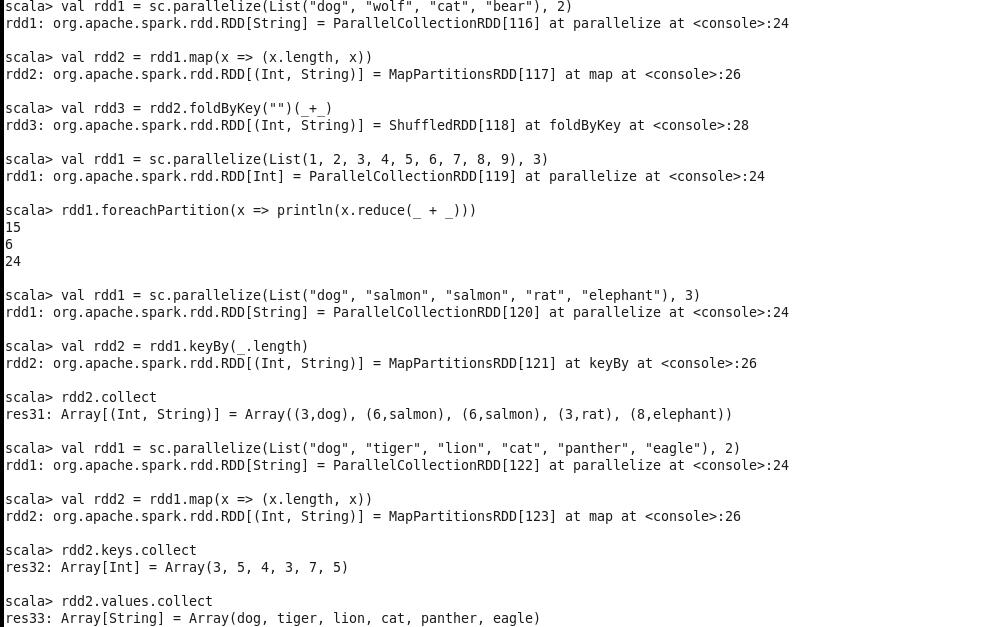 scala> val rdd1 = sc.parallelize(List("dog", "wolf", "cat", "bear"), 2)
rdd1: org.apache.spark.rdd.RDD[String] = ParallelCollectionRDD[116] at parallelize at <console>:24
scala> val rdd2 = rdd1.map(x => (x.length, x))
rdd2: org.apache.spark.rdd.RDD[(Int, String)] = MapPartitionsRDD[117] at map at <console>:26
scala> val rdd3 = rdd2.foldByKey("")(_+_)
rdd3: org.apache.spark.rdd.RDD[(Int, String)] = ShuffledRDD[118] at foldByKey at <console>:28
scala> val rdd1 = sc.parallelize(List(1, 2, 3, 4, 5, 6, 7, 8, 9), 3)
rdd1: org.apache.spark.rdd.RDD[Int] = ParallelCollectionRDD[119] at parallelize at <console>:24
scala> rdd1.foreachPartition(x => println(x.reduce(_ + _)))
15
6
24
scala> val rdd1 = sc.parallelize(List("dog", "salmon", "salmon", "rat", "elephant"), 3)
rdd1: org.apache.spark.rdd.RDD[String] = ParallelCollectionRDD[120] at parallelize at <console>:24
scala> val rdd2 = rdd1.keyBy(_.length)
rdd2: org.apache.spark.rdd.RDD[(Int, String)] = MapPartitionsRDD[121] at keyBy at <console>:26
scala> rdd2.collect
res31: Array[(Int, String)] = Array((3,dog), (6,salmon), (6,salmon), (3,rat), (8,elephant))
scala> val rdd1 = sc.parallelize(List("dog", "tiger", "lion", "cat", "panther", "eagle"), 2)
rdd1: org.apache.spark.rdd.RDD[String] = ParallelCollectionRDD[122] at parallelize at <console>:24
scala> val rdd2 = rdd1.map(x => (x.length, x))
rdd2: org.apache.spark.rdd.RDD[(Int, String)] = MapPartitionsRDD[123] at map at <console>:26
scala> rdd2.keys.collect
res32: Array[Int] = Array(3, 5, 4, 3, 7, 5)
scala> rdd2.values.collect
res33: Array[String] = Array(dog, tiger, lion, cat, panther, eagle)